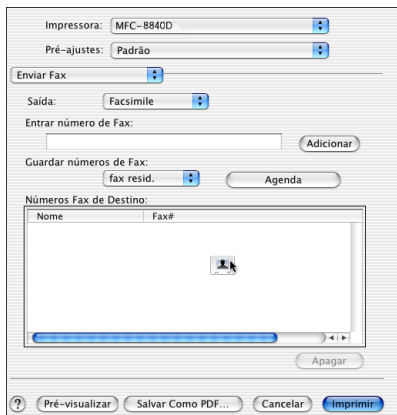 Impressora: MFC-8840D
Pré-ajustes: Padrão
Enviar Fax
Saída: Facsimile
Entrar número de Fax:
Adicionar
Guardar números de Fax:
fax resid. Agenda
Números Fax de Destino:
Nome Fax#
Apagar
? Pré-visualizar Salvar Como PDF... Cancelar Imprimir